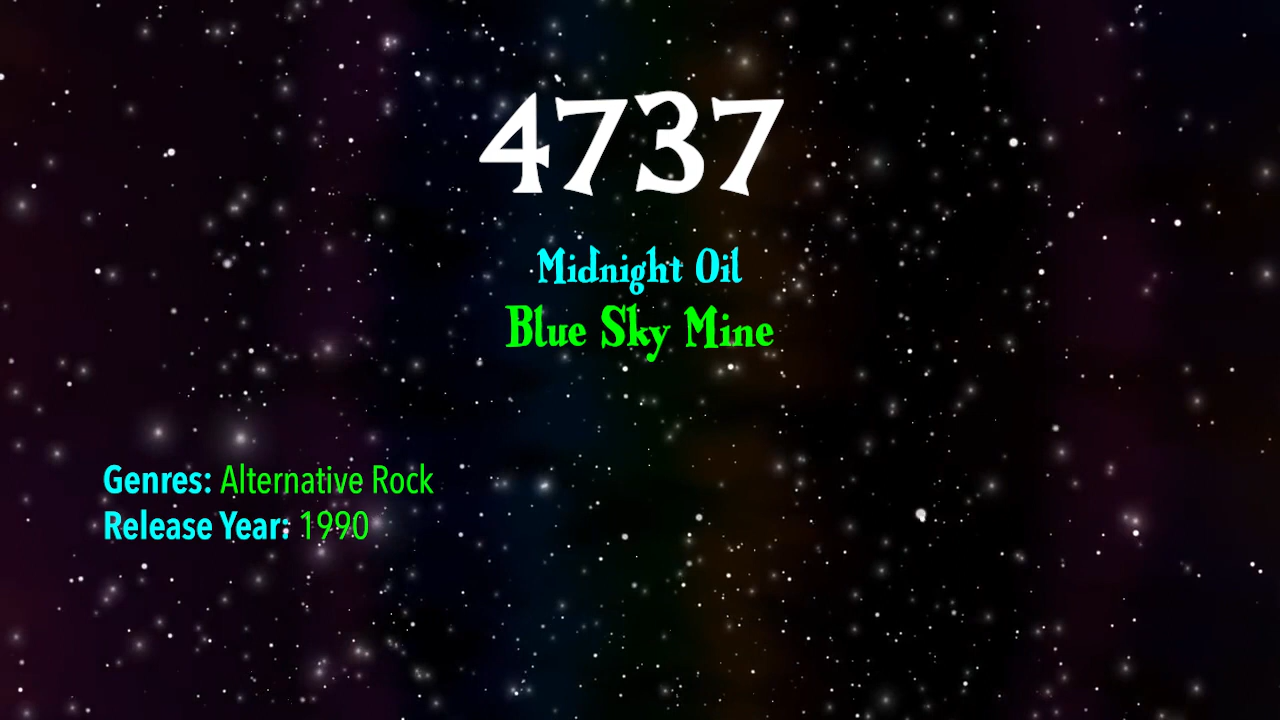 4737
Midnight Oil
Blue Sky Mine
Genres: Alternative Rock
Release Year: 1990